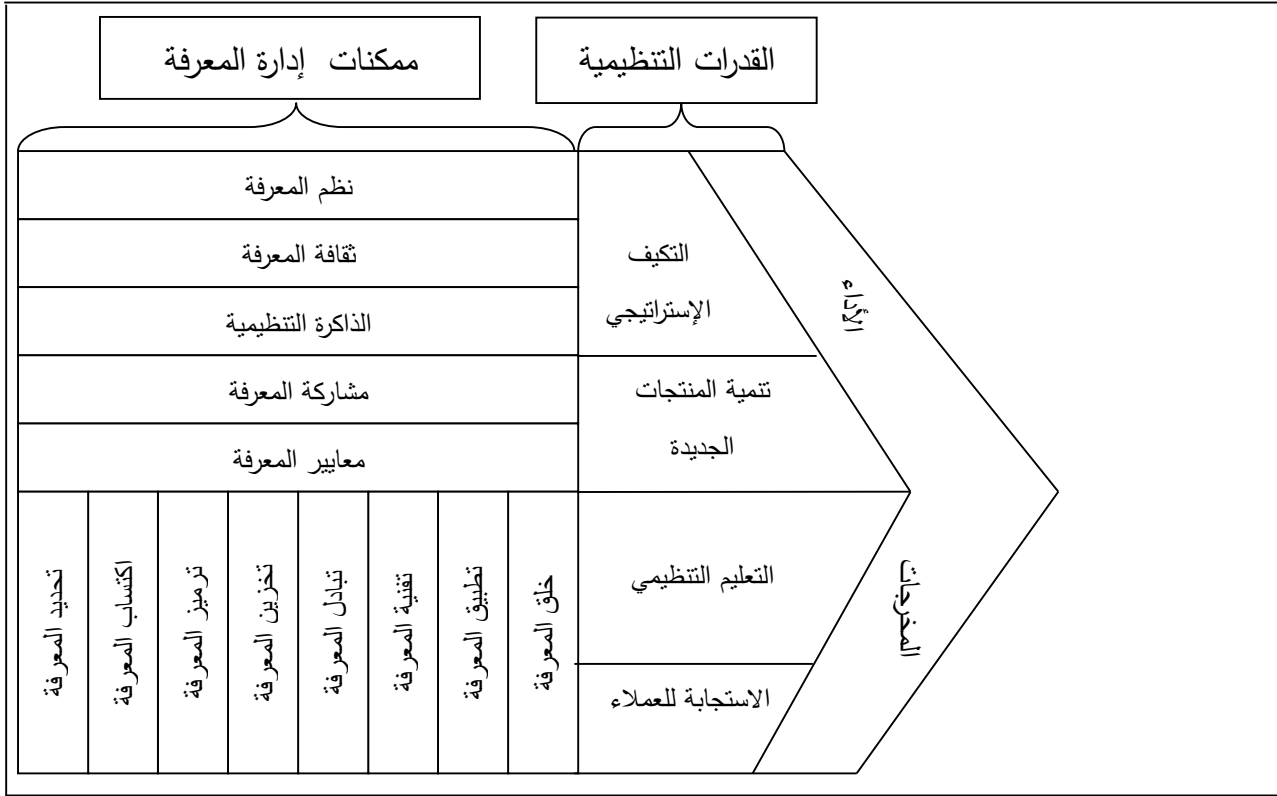 القدرات التنظيمية
ممكنات إدارة المعرفة
نظم المعرفة
ثقافة المعرفة
الذاكرة التنظيمية
مشاركة المعرفة
معايير المعرفة
التكيف
الإستراتيجي
تنمية المنتجات
الجديدة
التعليم التنظيمي
الاستجابة للعملاء
الأداء
المخرجات
خلق المعرفة
تطبيق المعرفة
تفنية المعرفة
تبادل المعرفة
تخزين المعرفة
ترميز المعرفة
اكتساب المعرفة
تحديد المعرفة